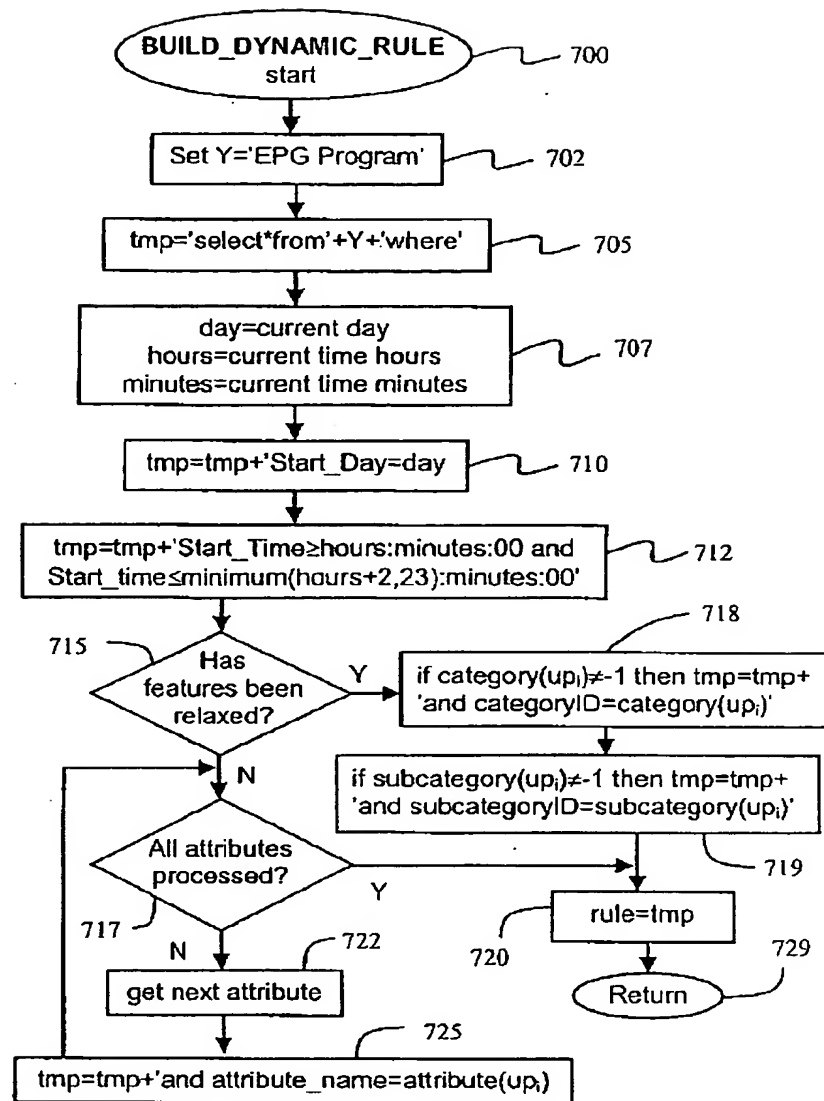 BUILD_DYNAMIC_RULE
start
700
Set Y='EPG Program'
702
tmp='select*from'+Y+'where'
705
day=current day
hours=current time hours
minutes=current time minutes
707
tmp=tmp+'Start_Day=day
710
tmp=tmp+'Start_Time≥hours:minutes:00 and
Start_time≤minimum(hours+2,23):minutes:00'
712
715
Has
features been
relaxed?
Y
N
718
if category(upᵢ)≠-1 then tmp=tmp+
'and categoryID=category(upᵢ)'
if subcategory(upᵢ)≠-1 then tmp=tmp+
'and subcategoryID=subcategory(upᵢ)'
719
All attributes
processed?
Y
717
N
rule=tmp
720
722
get next attribute
729
Return
725
tmp=tmp+'and attribute_name=attribute(upᵢ)